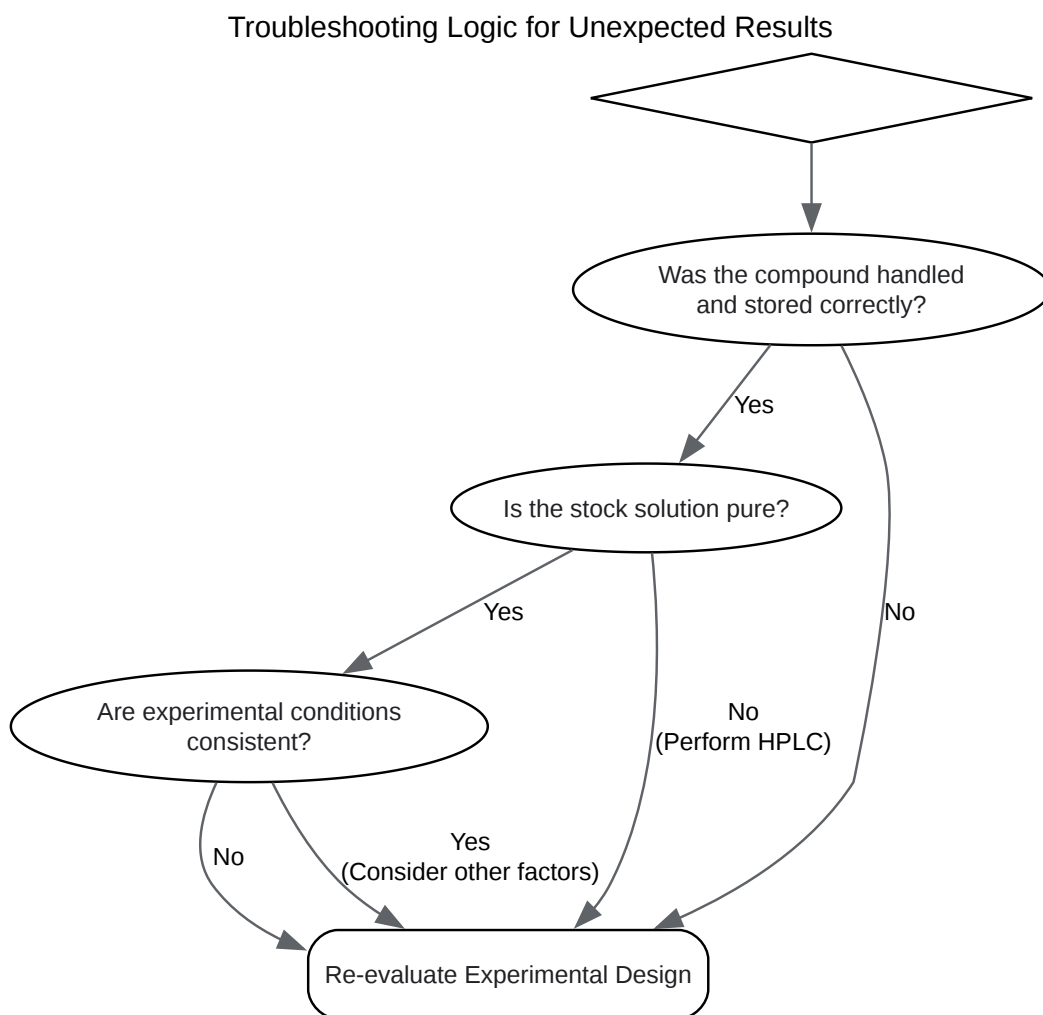 Troubleshooting Logic for Unexpected Results
Was the compound handled
and stored correctly?
Yes
Is the stock solution pure?
Yes
No
Are experimental conditions
consistent?
No
(Perform HPLC)
No
Yes
(Consider other factors)
Re-evaluate Experimental Design